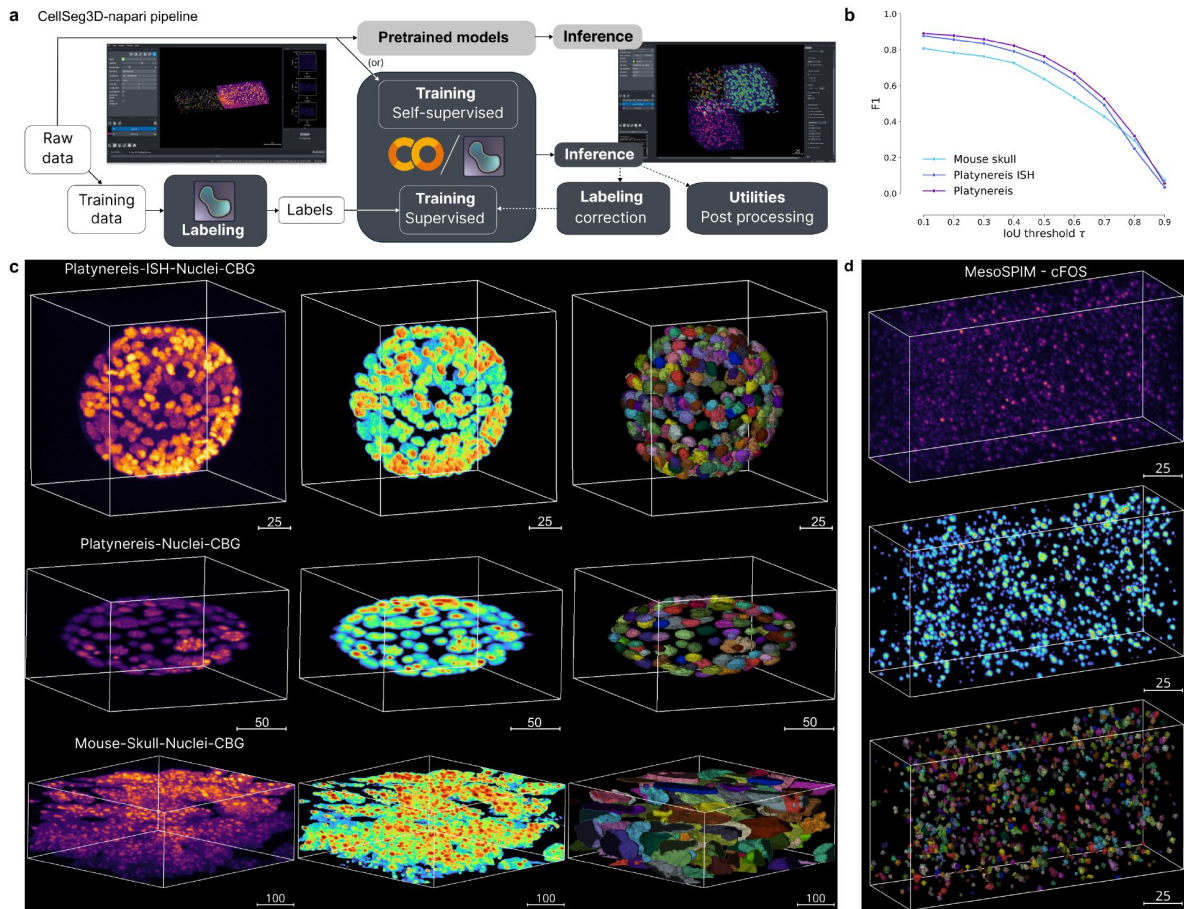 a
CellSeg3D-napari pipeline
Pretrained models
Inference
(or)
Training
Self-supervised
25
Raw
data
Inference
Training
data
Labeling
Labels
Training
Supervised
Labeling
correction
Utilities
Post processing
b
1.0
0.8
0.6
0.4
0.2
0.0
F1
Mouse skull
Platynereis ISH
Platynereis
0.1 0.2 0.3 0.4 0.5 0.6 0.7 0.8 0.9
IoU threshold τ
c
Platynereis-ISH-Nuclei-CBG
25
25
25
Platynereis-Nuclei-CBG
50
50
50
Mouse-Skull-Nuclei-CBG
100
100
100
d
MesoSPIM - cFOS
25
25
25